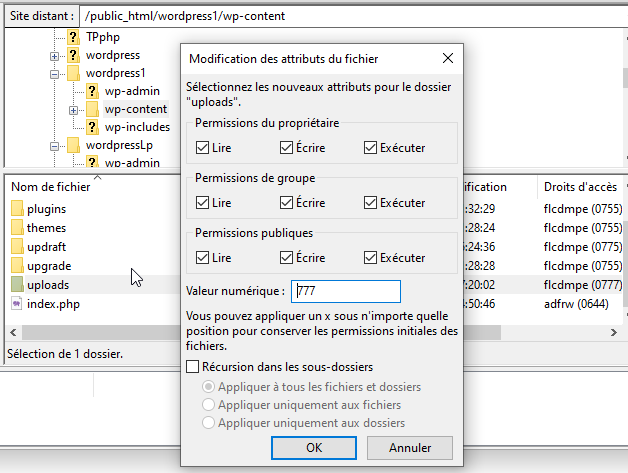 Site distant : /public_html/wordpress1/wp-content
TPphp
wordpress
wordpress1
wp-admin
wp-content
wp-includes
wordpressLp
wp-admin
Modification des attributs du fichier
Sélectionnez les nouveaux attributs pour le dossier
"uploads".
Permissions du propriétaire
Lire Écrire Exécuter
Permissions de groupe
Lire Écrire Exécuter
Permissions publiques
Lire Écrire Exécuter
Valeur numérique : 777
Vous pouvez appliquer un x sous n'importe quelle
position pour conserver les permissions initiales des
fichiers.
Récursion dans les sous-dossiers
Appliquer à tous les fichiers et dossiers
Appliquer uniquement aux fichiers
Appliquer uniquement aux dossiers
OK Annuler
Nom de fichier ification Droits d'accès
plugins :32:29 flcdmpe (0755)
themes :28:24 flcdmpe (0755)
updraft 5:24:36 flcdmpe (0775)
upgrade :28:28 flcdmpe (0755)
uploads 7:20:02 flcdmpe (0777)
index.php 3:50:46 adfrw (0644)
Sélection de 1 dossier.